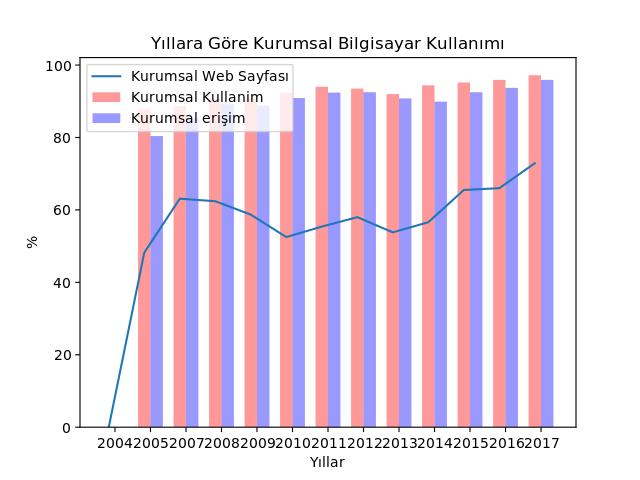 Yıllara Göre Kurumsal Bilgisayar Kullanımı
Kurumsal Web Sayfası
Kurumsal Kullanim
Kurumsal erişim
%
100
80
60
40
20
0
2004 2005 2007 2008 2009 2010 2011 2012 2013 2014 2015 2016 2017
Yıllar